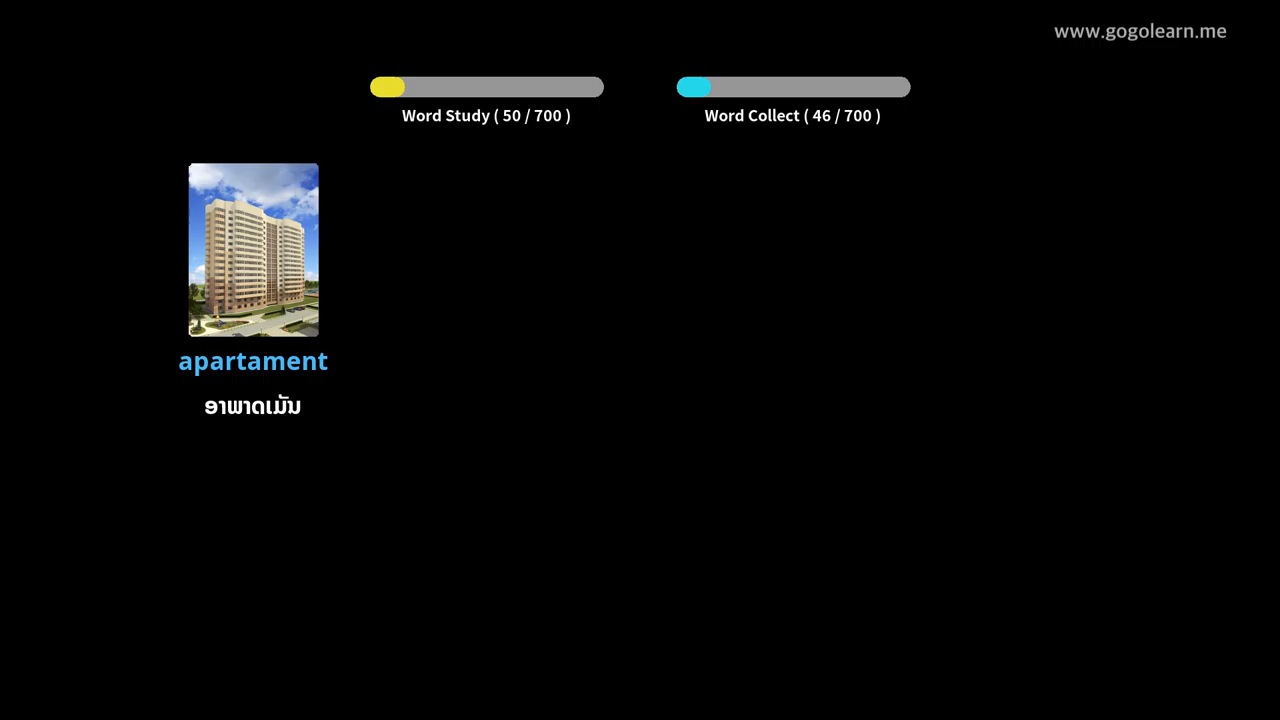 www.gogolearn.me
Word Study ( 50 / 700 )
Word Collect ( 46 / 700 )
apartament
ອາພາດເມັ້ນ